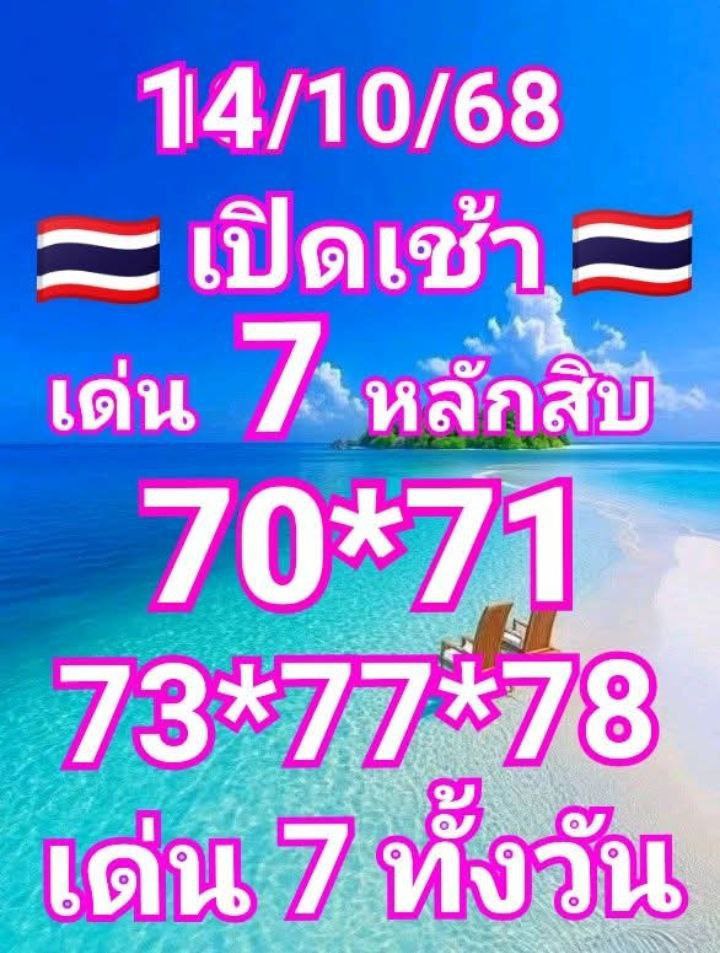 14/10/68
เปิดเช้า
เด่น 7 หลักสิบ
70*71
73*77*78
เด่น 7 ทั้งวัน